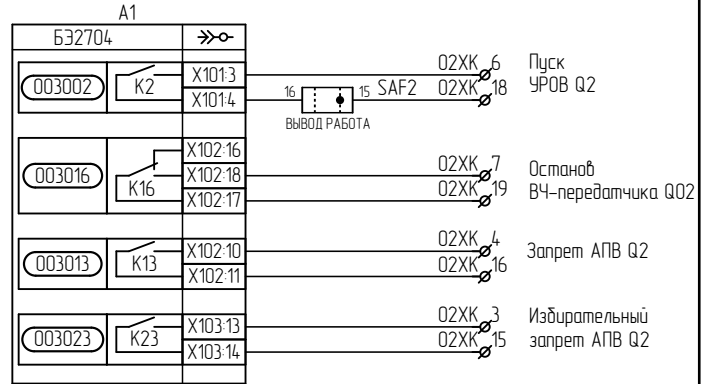 A1
БЭ2704
003002
K2
X101:3
X101:4
16
15
SAF2
ВЫВОД РАБОТА
02XK 6
02XK 18
Пуск
УРОВ Q2
003016
K16
X102:16
X102:18
X102:17
02XK 7
02XK 19
Останов
ВЧ-передатчика Q02
003013
K13
X102:10
X102:11
02XK 4
02XK 16
Запрет АПВ Q2
003023
K23
X103:13
X103:14
02XK 3
02XK 15
Избирательный
запрет АПВ Q2